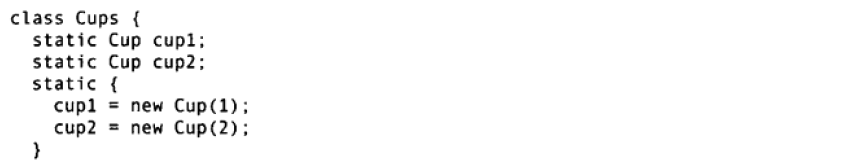 class Cups {
  static Cup cup1;
  static Cup cup2;
  static {
    cup1 = new Cup(1);
    cup2 = new Cup(2);
  }